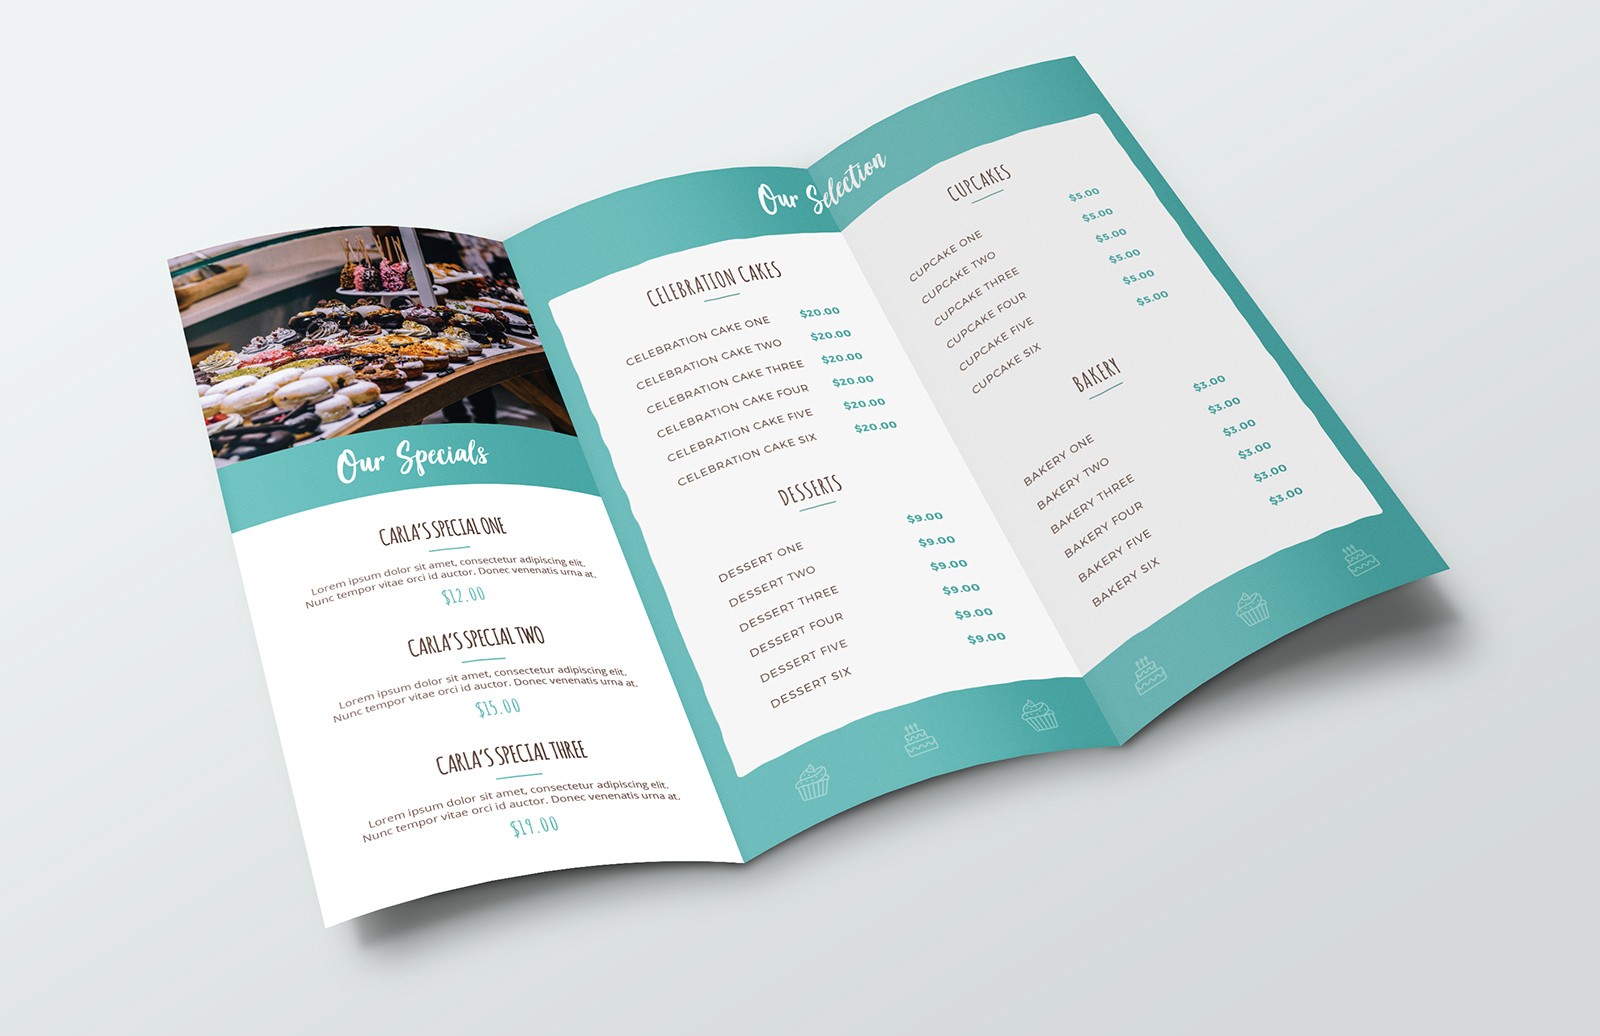 Our Specials
CARLA'S SPECIAL ONE
Lorem ipsum dolor sit amet, consectetur adipiscing elit.
Nunc tempor vitae orci id auctor. Donec venenatis urna at.
$12.00
CARLA'S SPECIAL TWO
Lorem ipsum dolor sit amet, consectetur adipiscing elit.
Nunc tempor vitae orci id auctor. Donec venenatis urna at.
$15.00
CARLA'S SPECIAL THREE
Lorem ipsum dolor sit amet, consectetur adipiscing elit.
Nunc tempor vitae orci id auctor. Donec venenatis urna at.
$19.00
Our Selection
CELEBRATION CAKES
CELEBRATION CAKE ONE $20.00
CELEBRATION CAKE TWO $20.00
CELEBRATION CAKE THREE $20.00
CELEBRATION CAKE FOUR $20.00
CELEBRATION CAKE FIVE $20.00
CELEBRATION CAKE SIX $20.00
DESSERTS
DESSERT ONE $9.00
DESSERT TWO $9.00
DESSERT THREE $9.00
DESSERT FOUR $9.00
DESSERT FIVE $9.00
DESSERT SIX $9.00
CUPCAKES
CUPCAKE ONE $5.00
CUPCAKE TWO $5.00
CUPCAKE THREE $5.00
CUPCAKE FOUR $5.00
CUPCAKE FIVE $5.00
CUPCAKE SIX $5.00
BAKERY
BAKERY ONE $3.00
BAKERY TWO $3.00
BAKERY THREE $3.00
BAKERY FOUR $3.00
BAKERY FIVE $3.00
BAKERY SIX $3.00